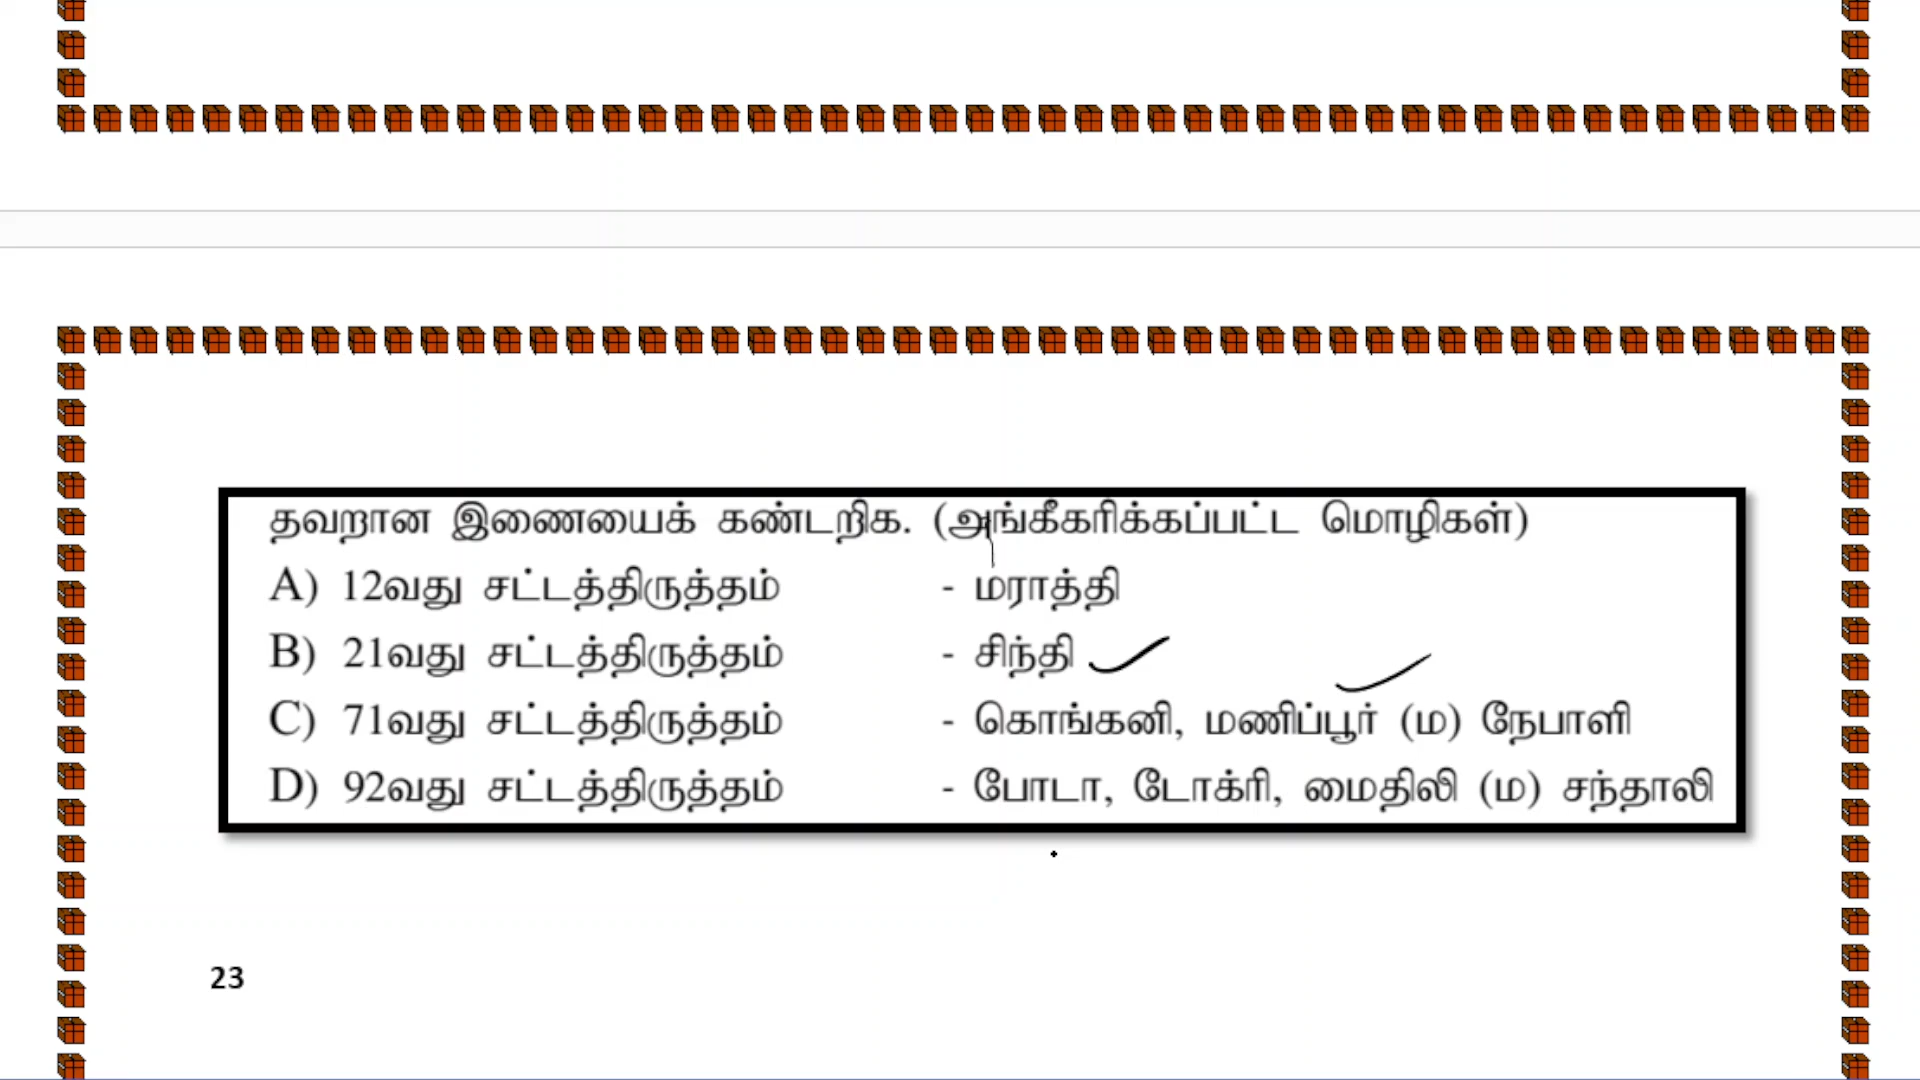 தவறான இணையைக் கண்டறிக. (அங்கீகரிக்கப்பட்ட மொழிகள்)
A) 12வது சட்டத்திருத்தம் - மராத்தி
B) 21வது சட்டத்திருத்தம் - சிந்தி
C) 71வது சட்டத்திருத்தம் - கொங்கனி, மணிப்பூர் (ம) நேபாளி
D) 92வது சட்டத்திருத்தம் - போடா, டோக்ரி, மைதிலி (ம) சந்தாலி
23